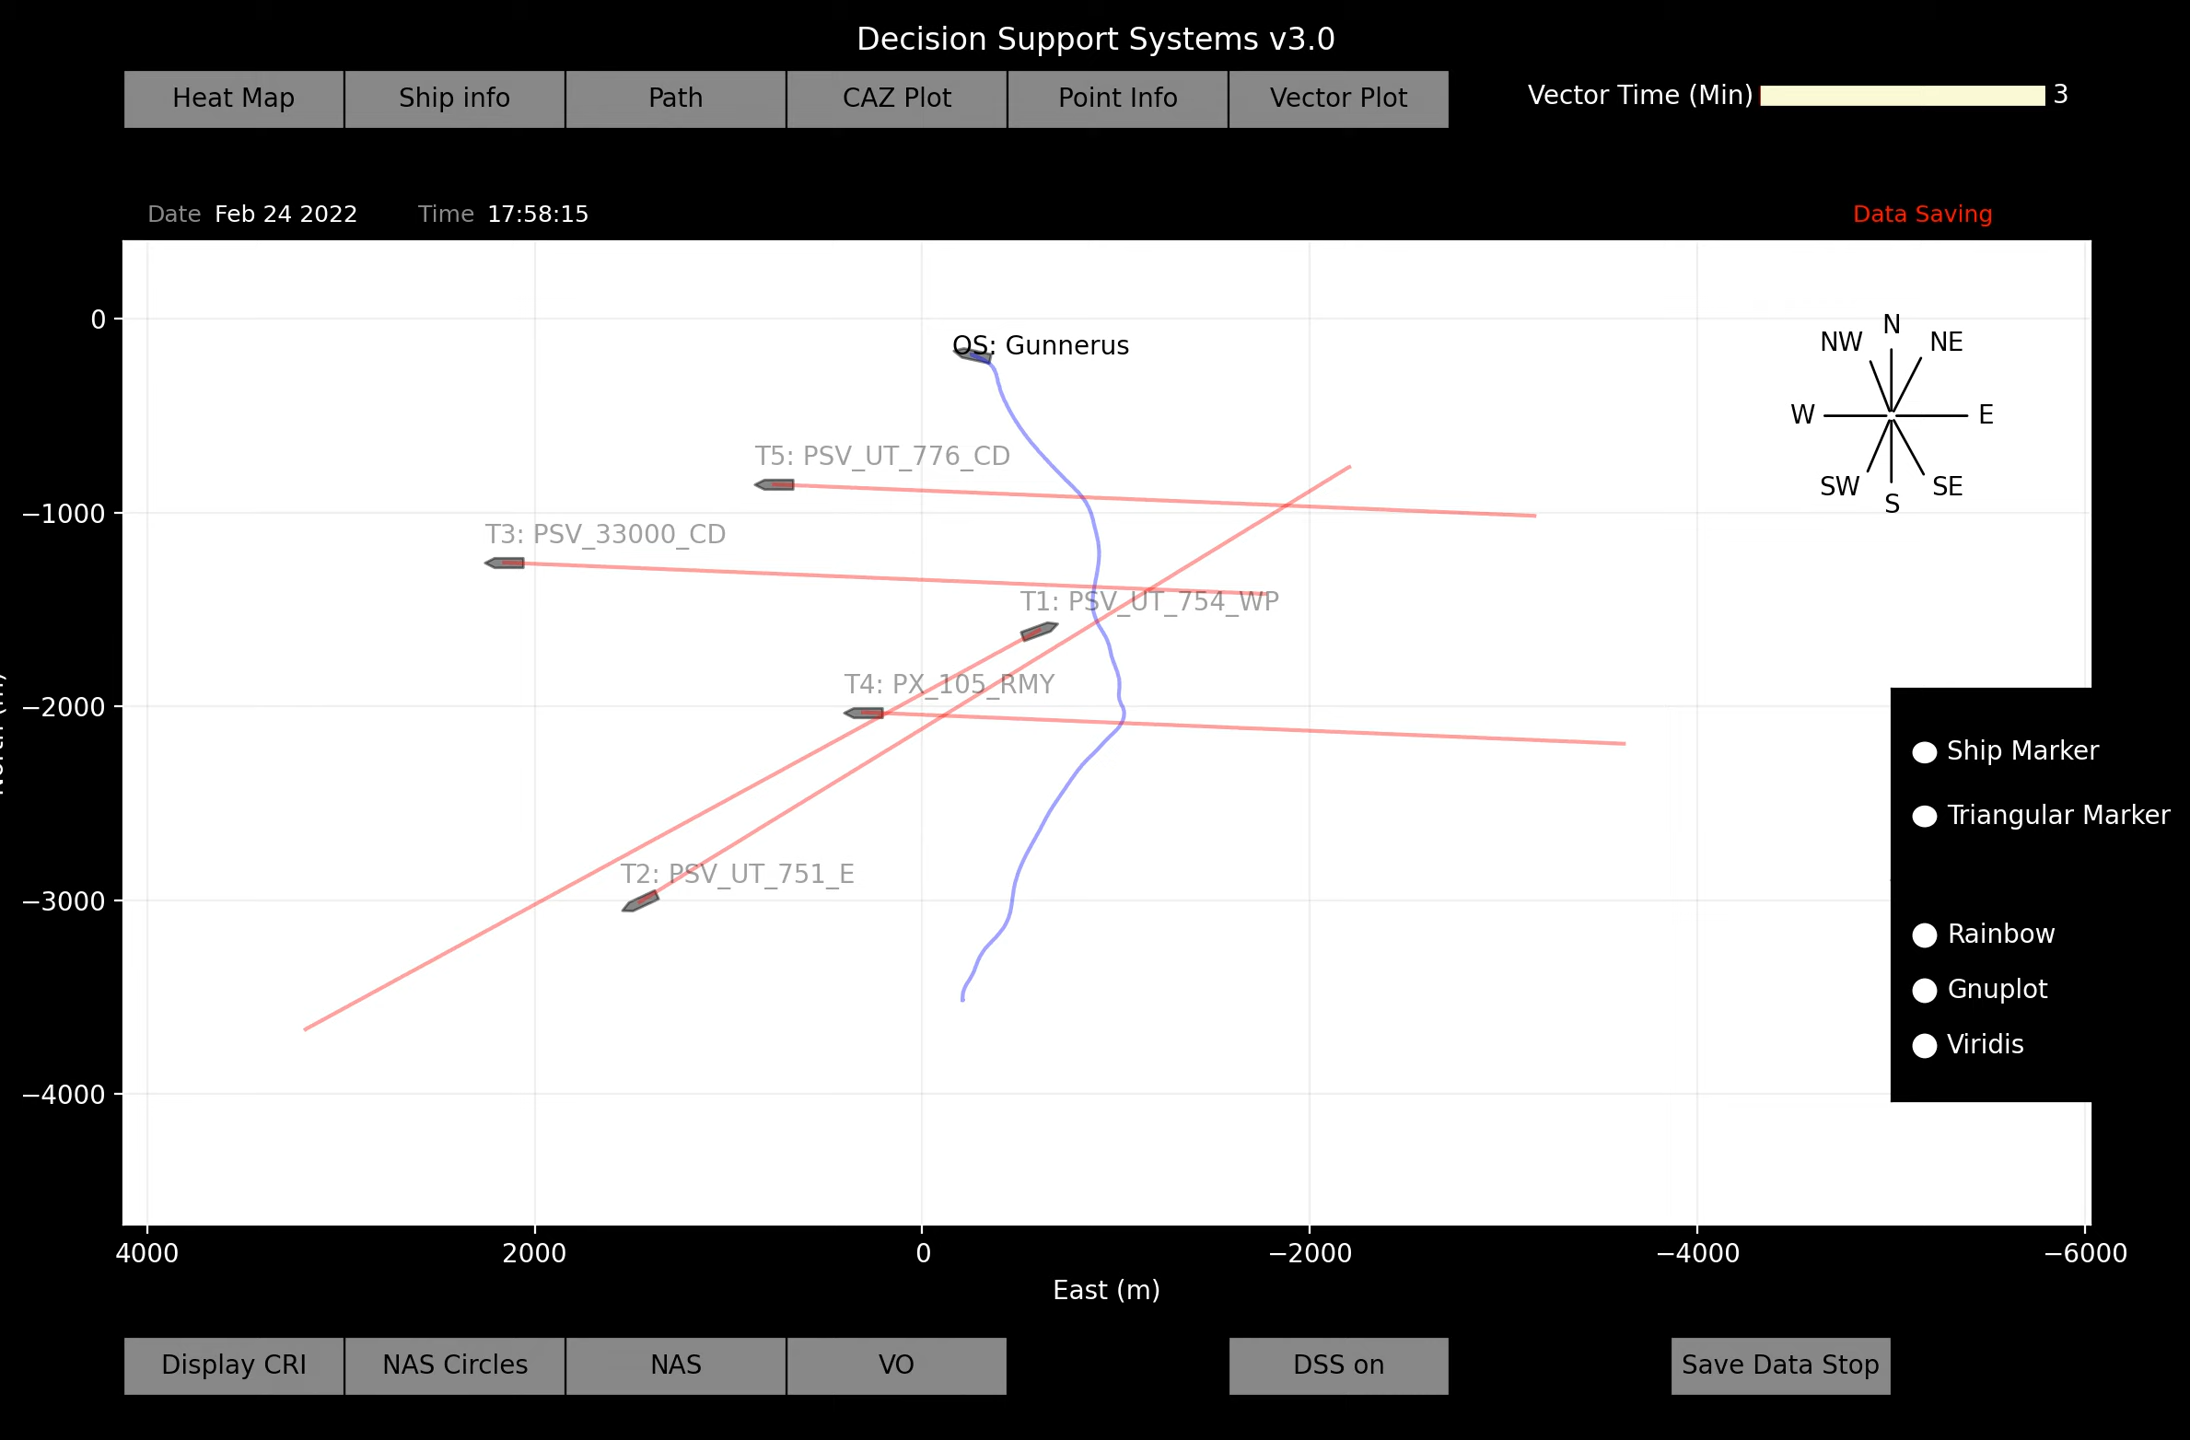 Decision Support Systems v3.0
Heat Map Ship info Path CAZ Plot Point Info Vector Plot Vector Time (Min) 3
Date Feb 24 2022 Time 17:58:15 Data Saving
0
−1000
−2000
−3000
−4000
OS: Gunnerus
T5: PSV_UT_776_CD
T3: PSV_33000_CD
T1: PSV_UT_754_WP
T4: PX_105_RMY
T2: PSV_UT_751_E
N
NW NE
W E
SW SE
S
Ship Marker
Triangular Marker
Rainbow
Gnuplot
Viridis
4000 2000 0 −2000 −4000 −6000
East (m)
Display CRI NAS Circles NAS VO DSS on Save Data Stop